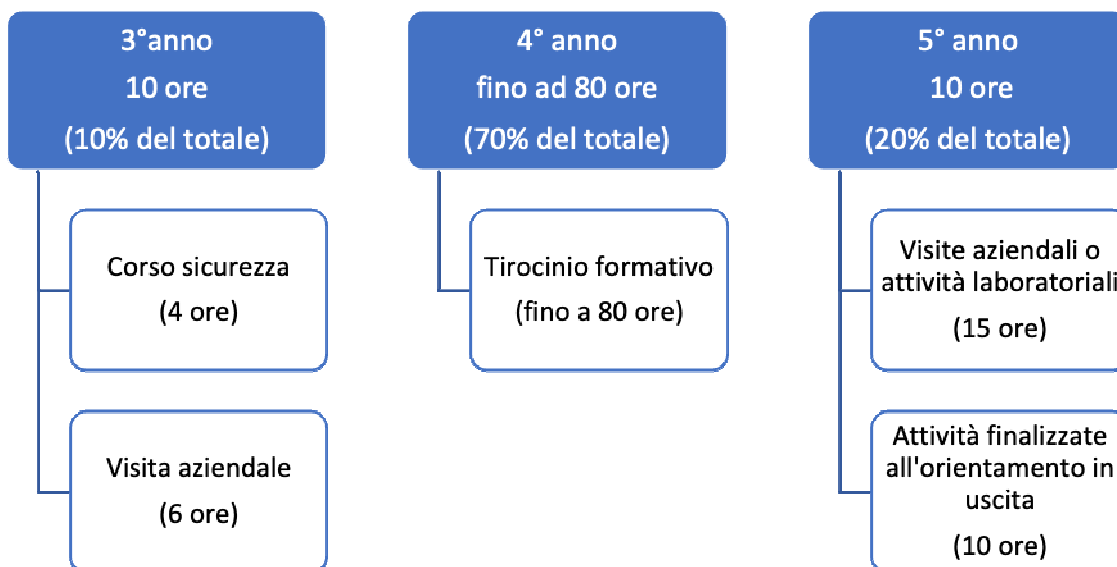 3°anno
10 ore
(10% del totale)
Corso sicurezza
(4 ore)
Visita aziendale
(6 ore)
4° anno
fino ad 80 ore
(70% del totale)
Tirocinio formativo
(fino a 80 ore)
5° anno
10 ore
(20% del totale)
Visite aziendali o
attività laboratoriali
(15 ore)
Attività finalizzate
all'orientamento in
uscita
(10 ore)